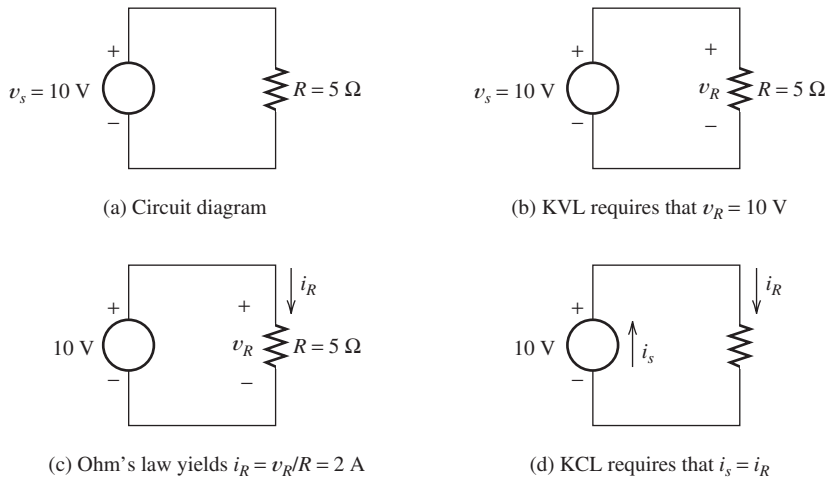 +
v_s = 10 V
R = 5 Ω
−
(a) Circuit diagram
+
+
v_s = 10 V
v_R
R = 5 Ω
−
−
(b) KVL requires that v_R = 10 V
i_R
+
+
10 V
v_R
R = 5 Ω
−
−
(c) Ohm’s law yields i_R = v_R/R = 2 A
i_R
+
10 V
i_s
−
(d) KCL requires that i_s = i_R